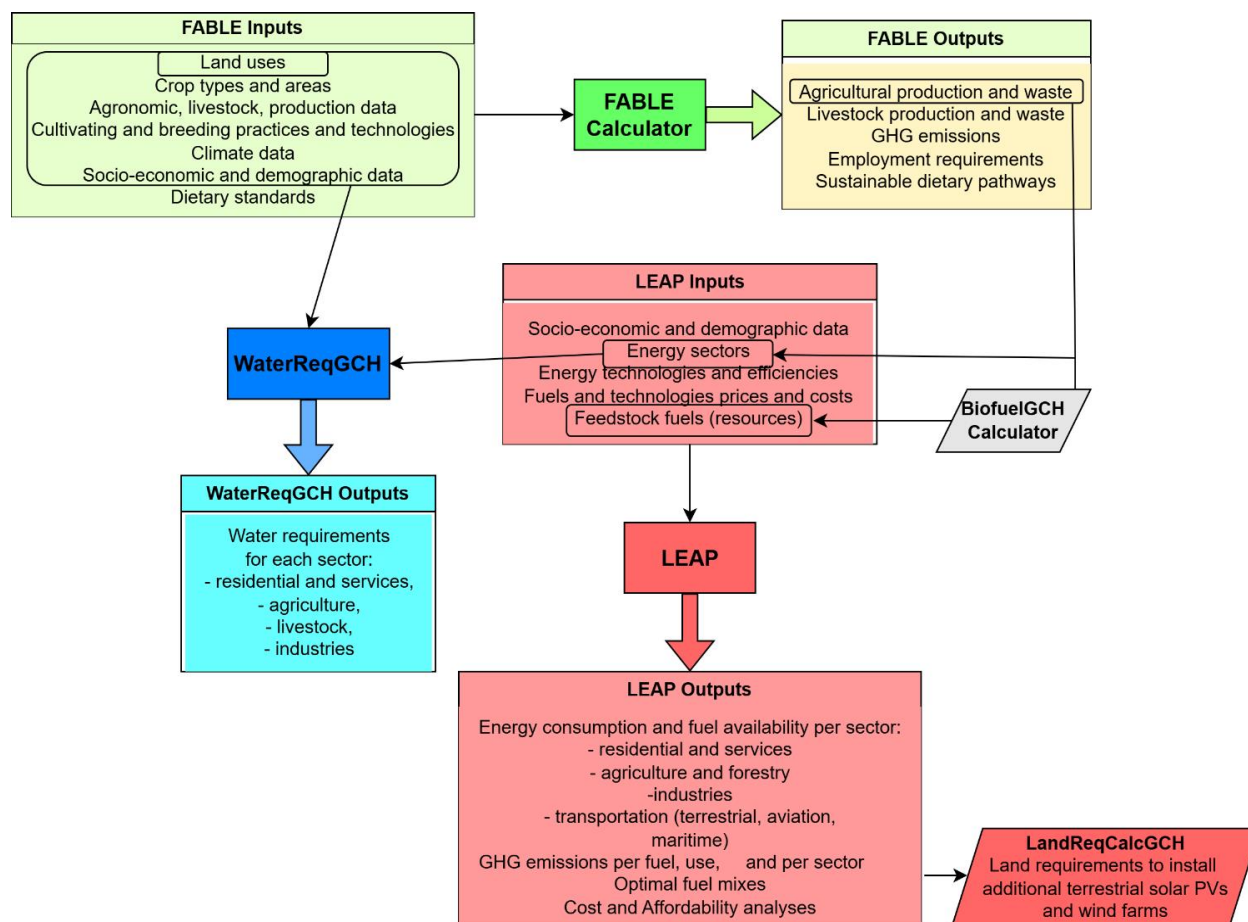 FABLE Inputs
Land uses
Crop types and areas
Agronomic, livestock, production data
Cultivating and breeding practices and technologies
Climate data
Socio-economic and demographic data
Dietary standards
FABLE
Calculator
FABLE Outputs
Agricultural production and waste
Livestock production and waste
GHG emissions
Employment requirements
Sustainable dietary pathways
LEAP Inputs
Socio-economic and demographic data
Energy sectors
Energy technologies and efficiencies
Fuels and technologies prices and costs
Feedstock fuels (resources)
WaterReqGCH
BiofuelGCH
Calculator
WaterReqGCH Outputs
Water requirements
for each sector:
- residential and services,
- agriculture,
- livestock,
- industries
LEAP
LEAP Outputs
Energy consumption and fuel availability per sector:
- residential and services
- agriculture and forestry
-industries
- transportation (terrestrial, aviation,
maritime)
GHG emissions per fuel, use, and per sector
Optimal fuel mixes
Cost and Affordability analyses
LandReqCalcGCH
Land requirements to install
additional terrestrial solar PVs
and wind farms